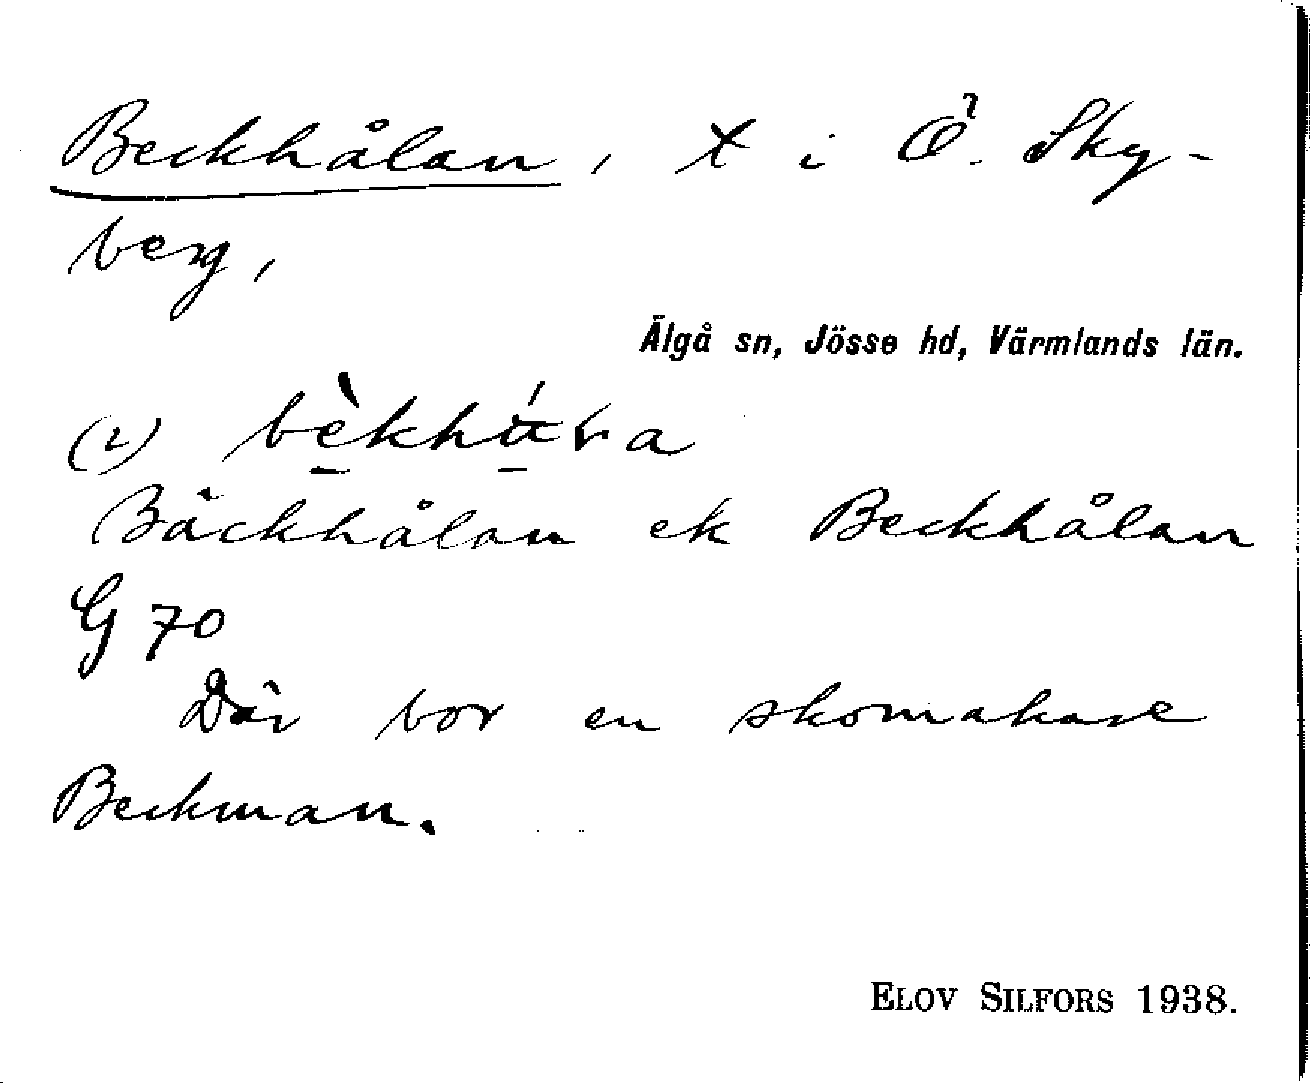 Beckhålan, x i Ö. Sky-
berg,
Älgå sn, Jösse hd, Värmlands län.
(2)
Bäckhålan ek Beckhålan
G 70
Där bor en skomakare
Beckman.
ELOV SILFORS 1938.